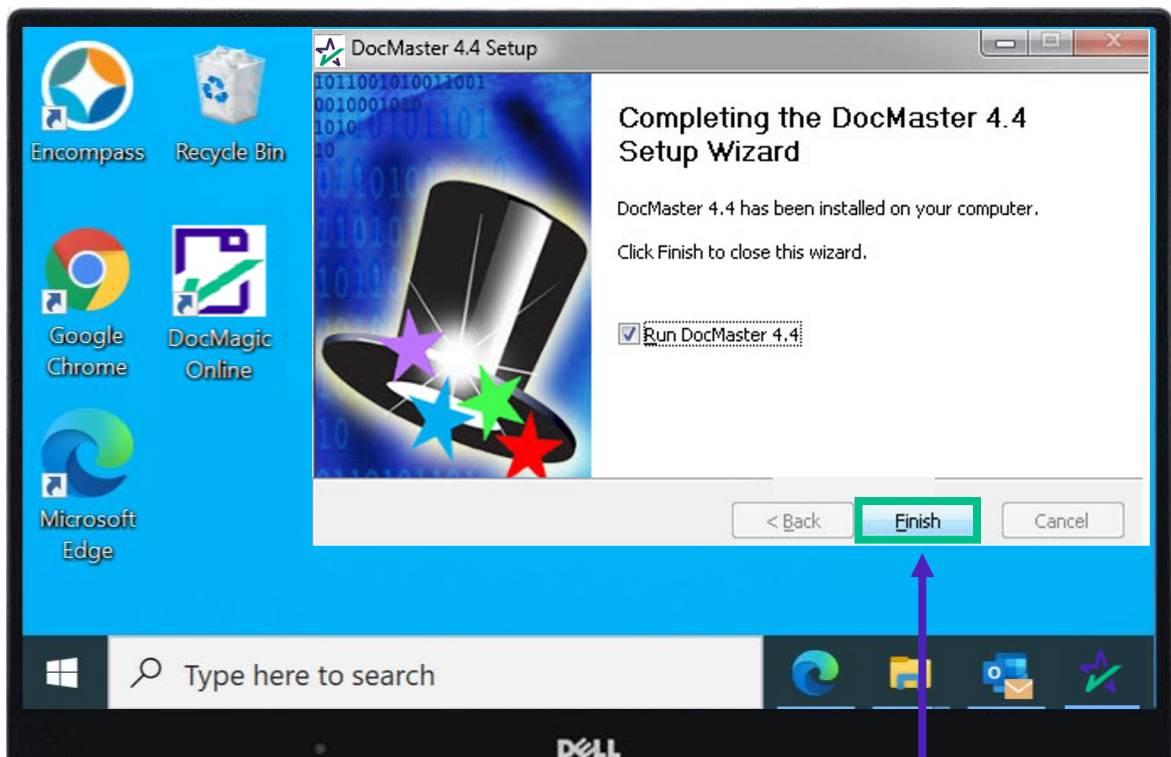 DocMaster 4.4 Setup
Encompass
Recycle Bin
Google
Chrome
DocMagic
Online
Microsoft
Edge
1011001010011001
0010001010
Completing the DocMaster 4.4
Setup Wizard
DocMaster 4.4 has been installed on your computer.
Click Finish to close this wizard.
Run DocMaster 4.4
< Back
Finish
Cancel
Type here to search
DELL